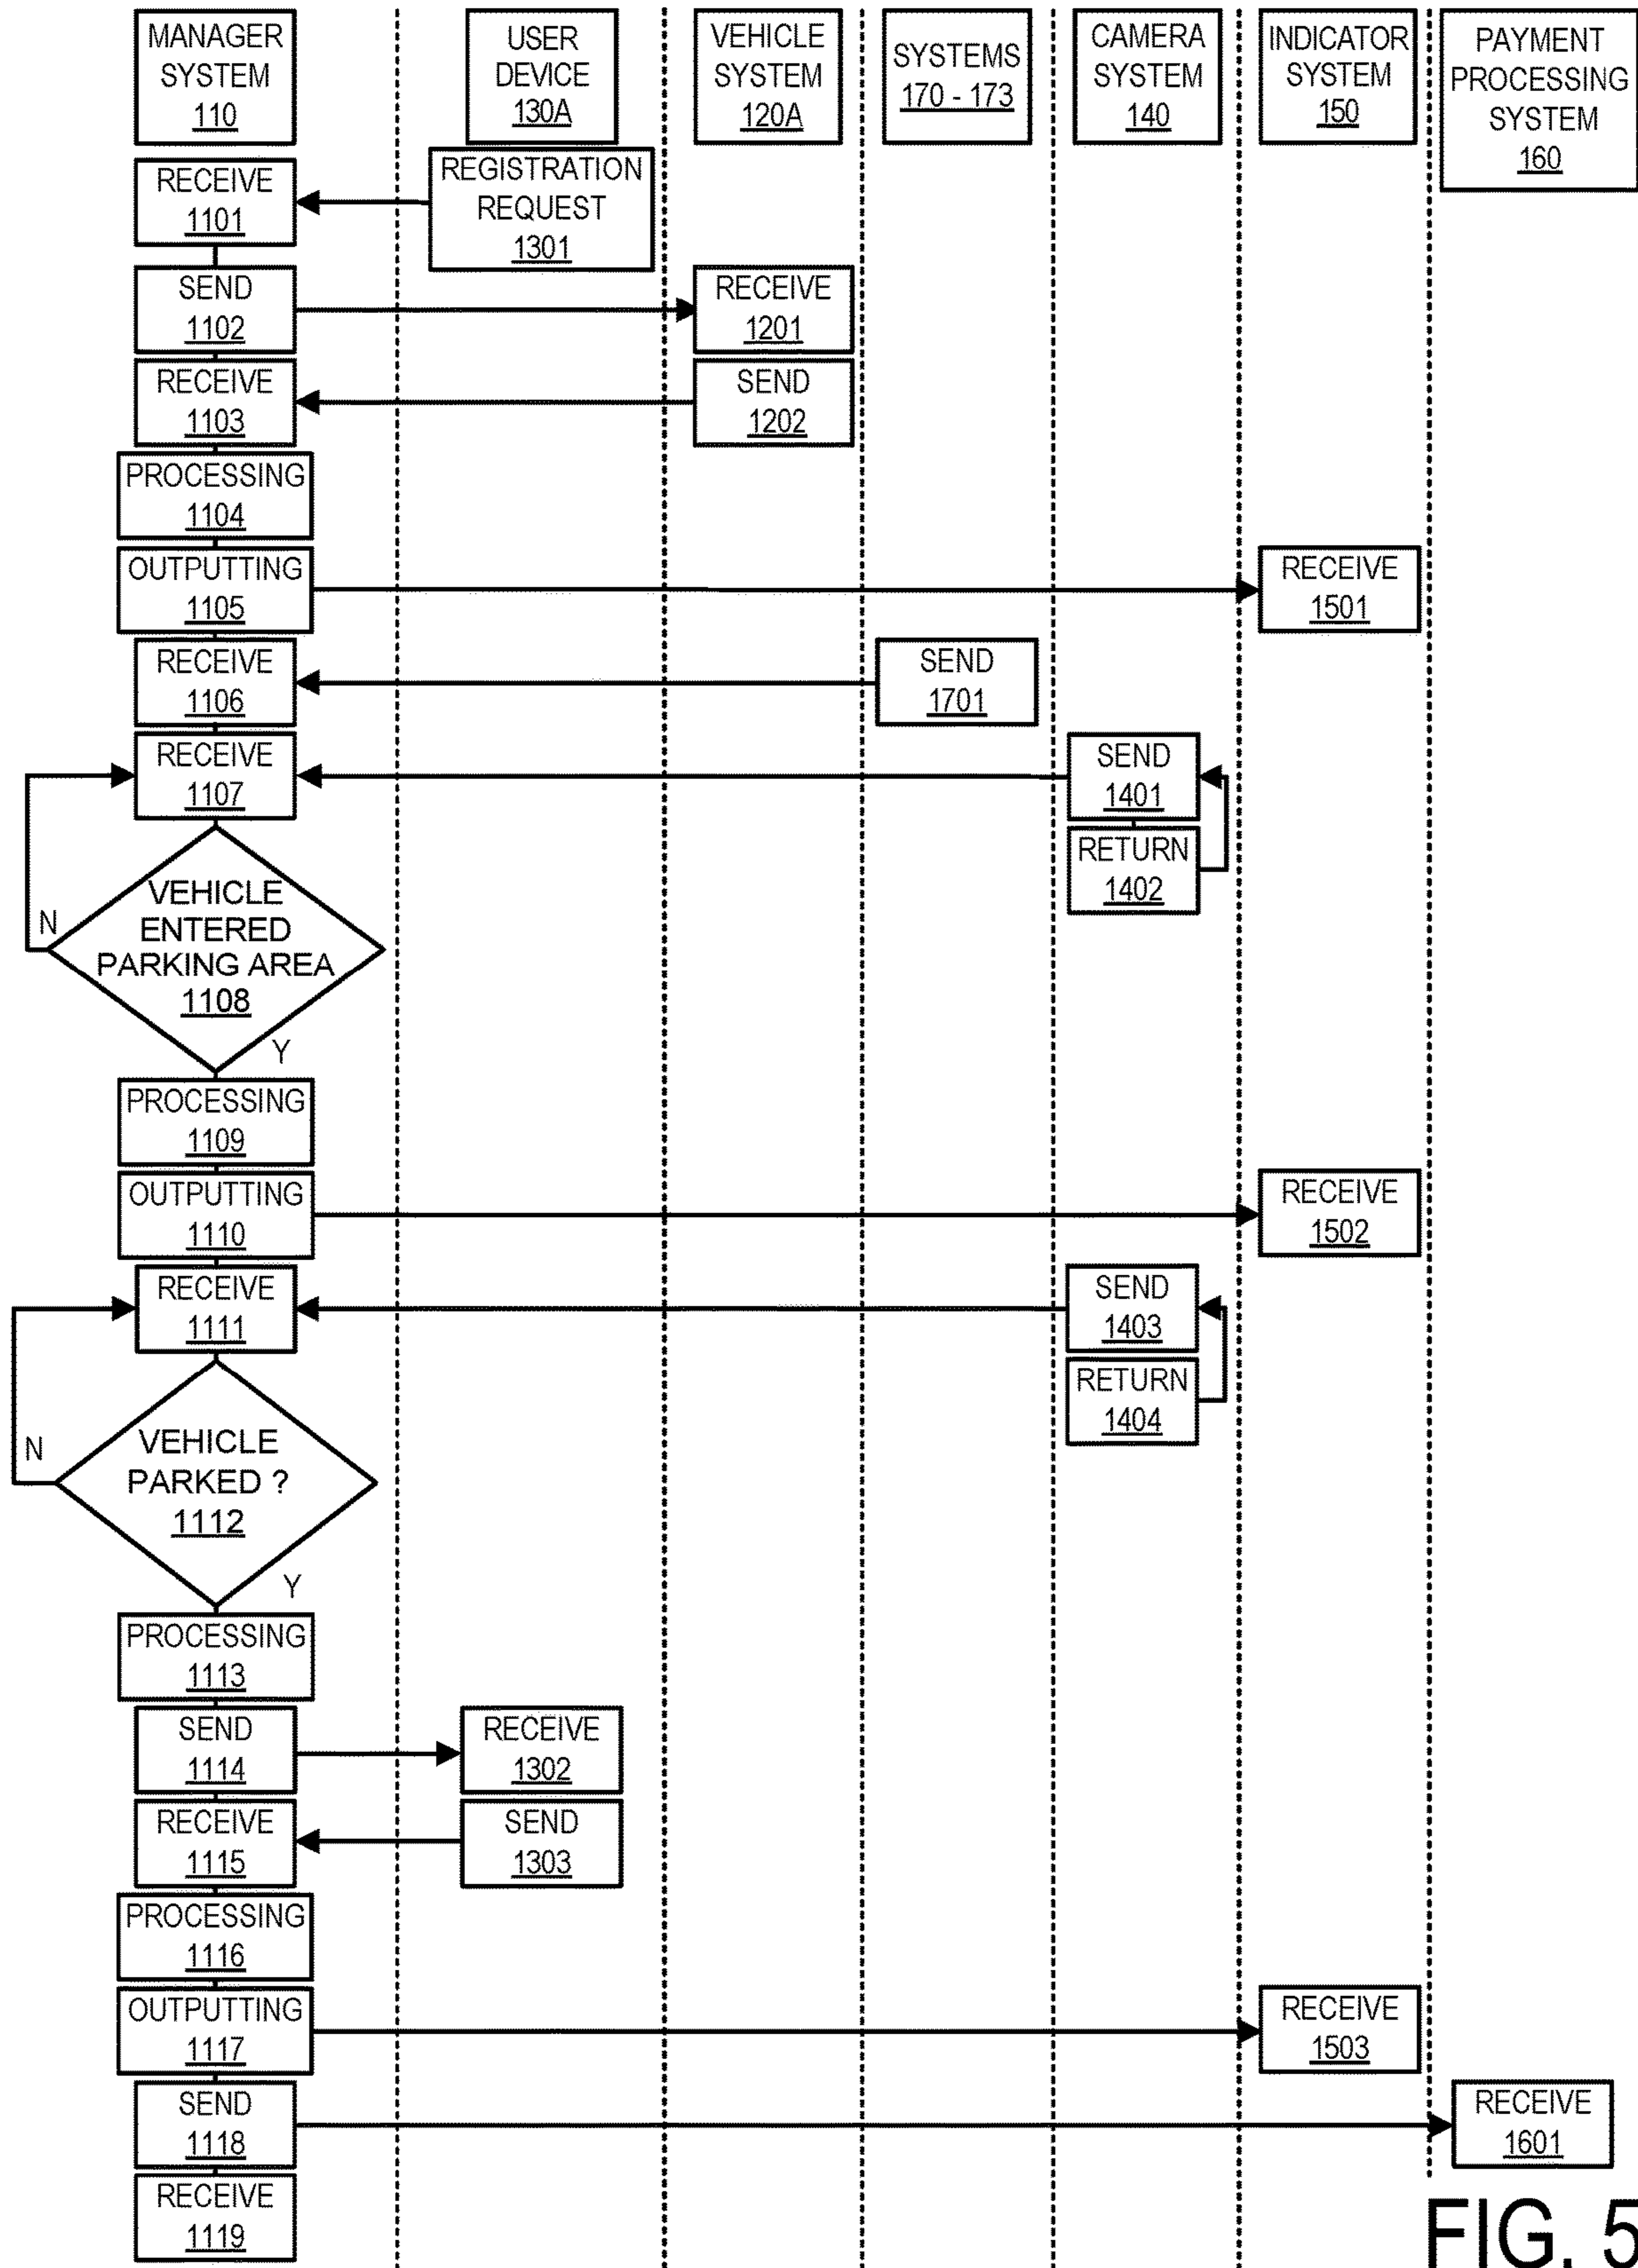 MANAGER
SYSTEM
110
USER
DEVICE
130A
VEHICLE
SYSTEM
120A
SYSTEMS
170 - 173
CAMERA
SYSTEM
140
INDICATOR
SYSTEM
150
PAYMENT
PROCESSING
SYSTEM
160
RECEIVE
1101
REGISTRATION
REQUEST
1301
SEND
1102
RECEIVE
1201
RECEIVE
1103
SEND
1202
PROCESSING
1104
OUTPUTTING
1105
RECEIVE
1501
RECEIVE
1106
SEND
1701
RECEIVE
1107
SEND
1401
RETURN
1402
VEHICLE
ENTERED
PARKING AREA
1108
N
Y
PROCESSING
1109
OUTPUTTING
1110
RECEIVE
1502
RECEIVE
1111
SEND
1403
RETURN
1404
VEHICLE
PARKED ?
1112
N
Y
PROCESSING
1113
SEND
1114
RECEIVE
1302
RECEIVE
1115
SEND
1303
PROCESSING
1116
OUTPUTTING
1117
RECEIVE
1503
SEND
1118
RECEIVE
1601
RECEIVE
1119
FIG. 5